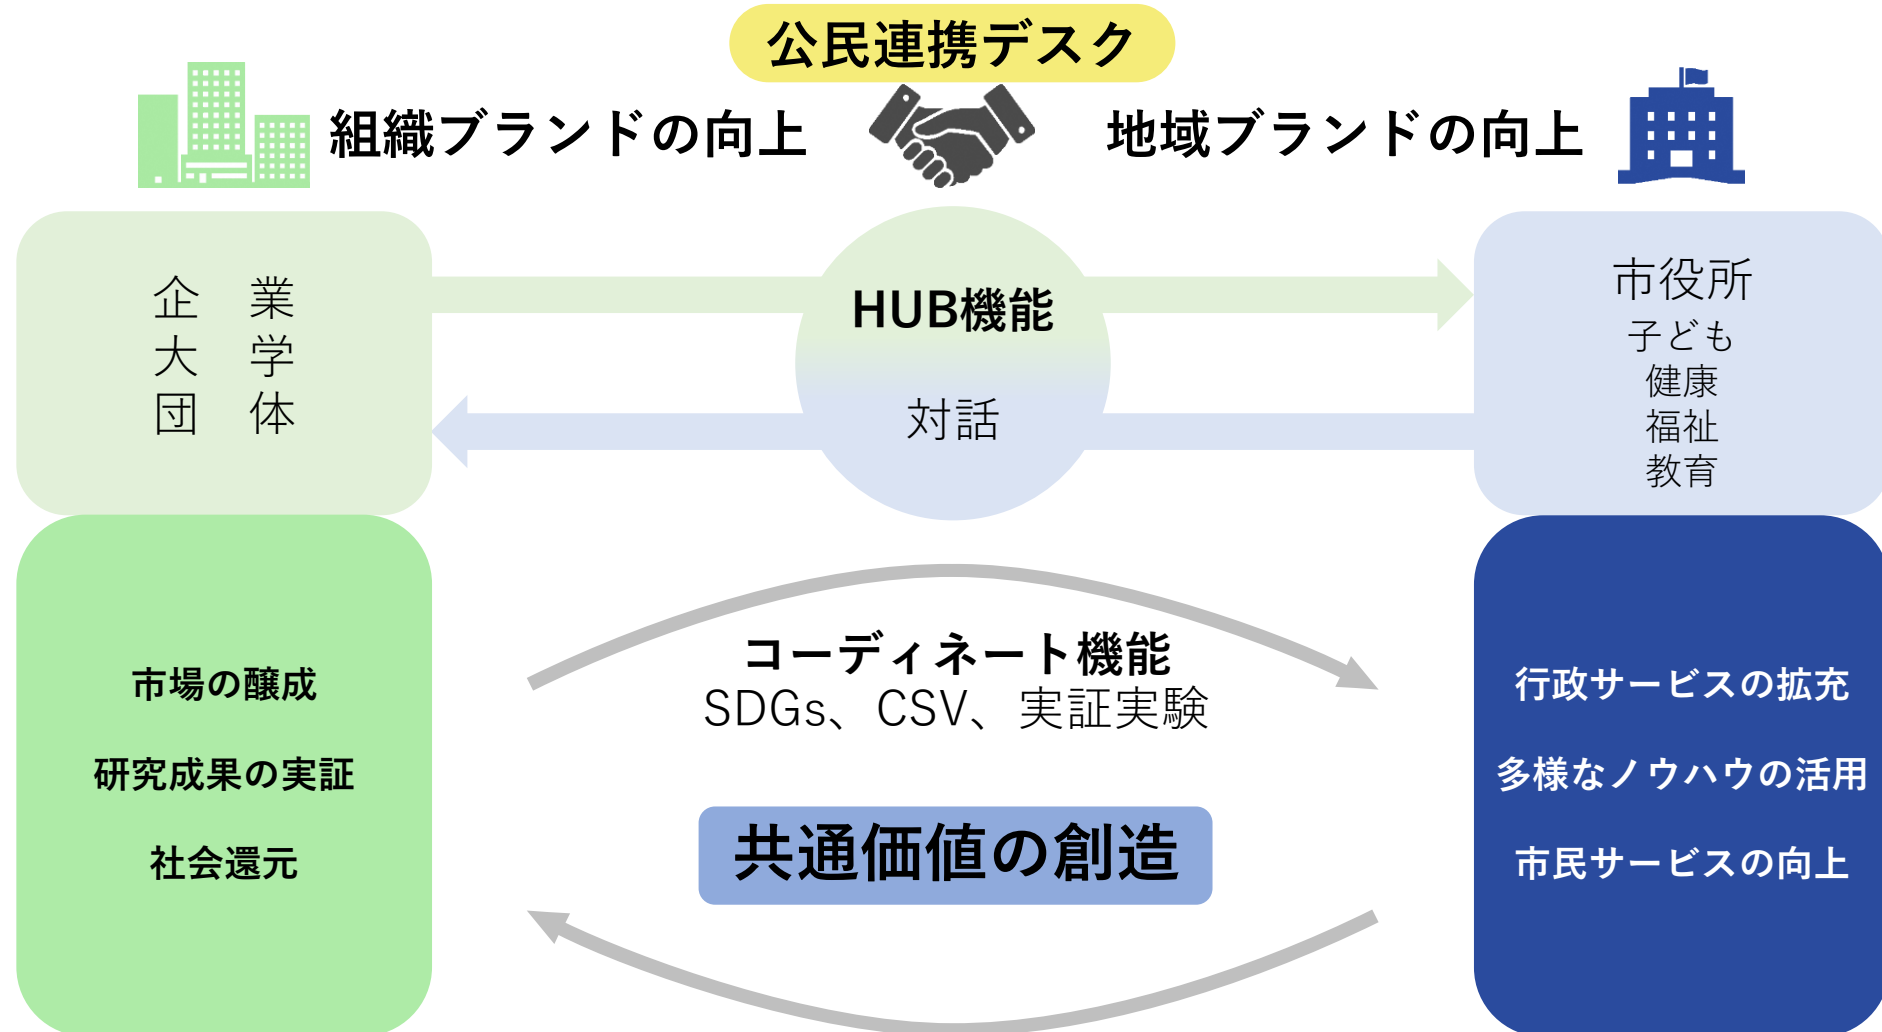 公民連携デスク
組織ブランドの向上
地域ブランドの向上
企　業
大　学
団　体
HUB機能
対話
市役所
子ども
健康
福祉
教育
市場の醸成
研究成果の実証
社会還元
コーディネート機能
SDGs、CSV、実証実験
共通価値の創造
行政サービスの拡充
多様なノウハウの活用
市民サービスの向上